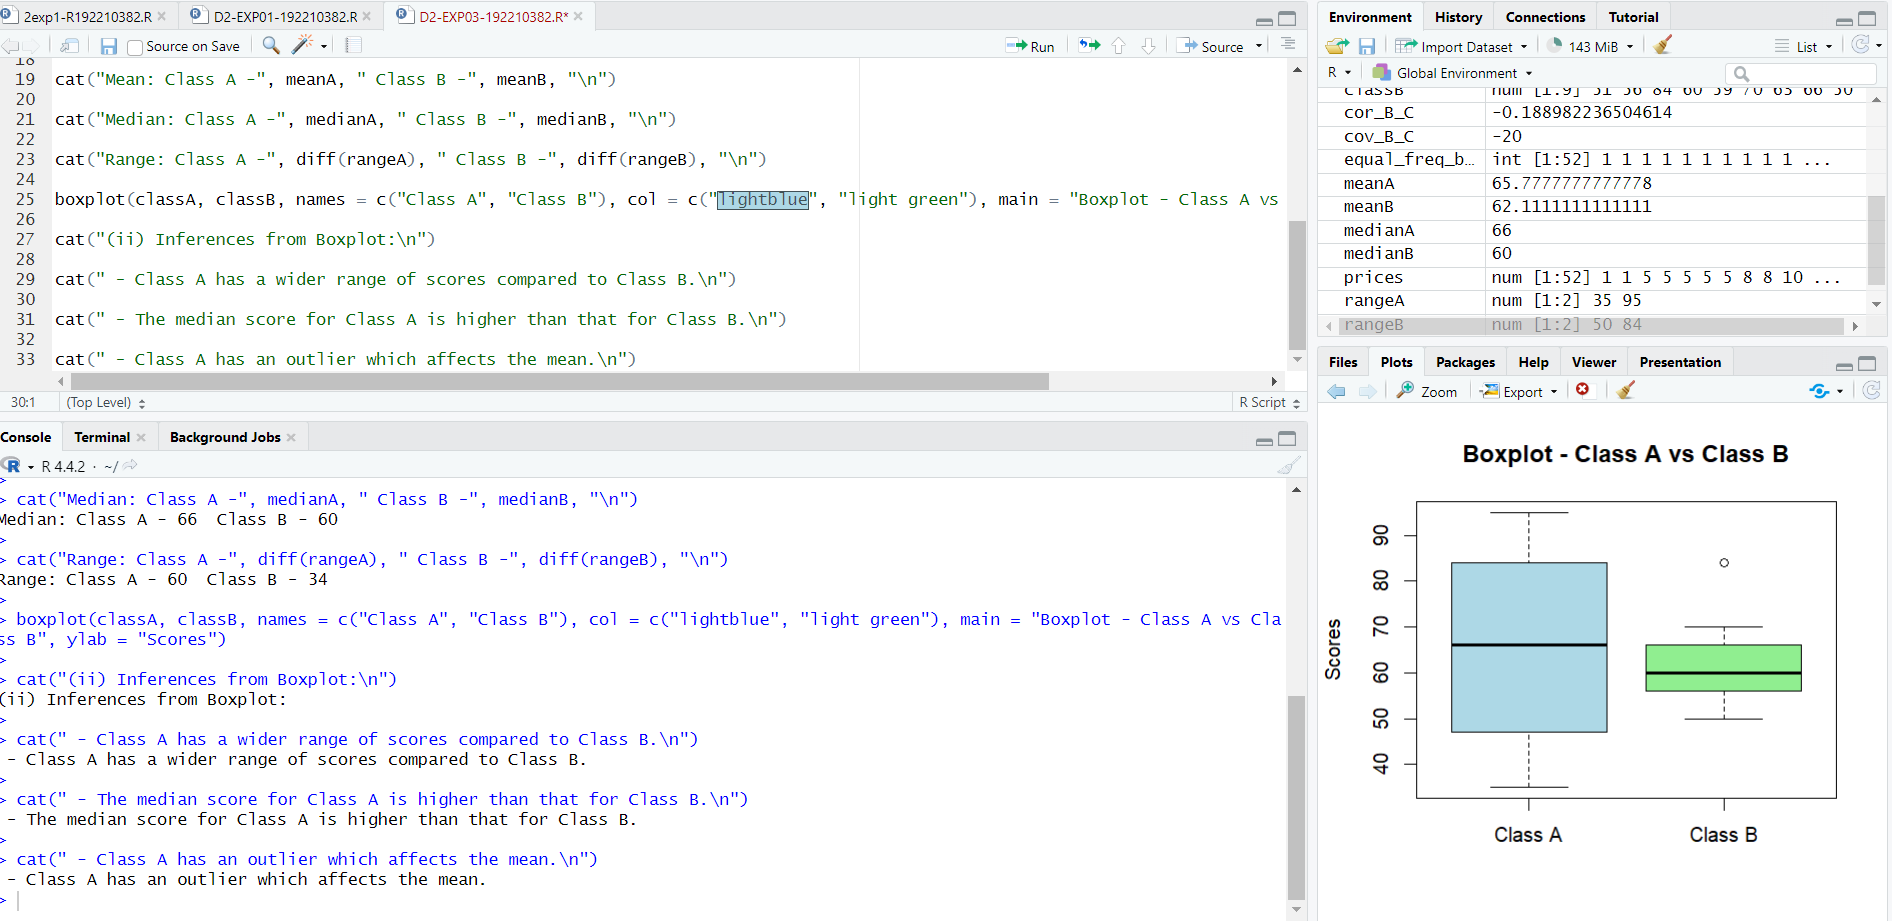 2exp1-R192210382.R
D2-EXP01-192210382.R
D2-EXP03-192210382.R*
Source on Save
Run
Source
18
19 cat("Mean: Class A -", meanA, " Class B -", meanB, "\n")
20
21 cat("Median: Class A -", medianA, " Class B -", medianB, "\n")
22
23 cat("Range: Class A -", diff(rangeA), " Class B -", diff(rangeB), "\n")
24
25 boxplot(classA, classB, names = c("Class A", "Class B"), col = c("lightblue", "light green"), main = "Boxplot - Class A vs
26
27 cat("(ii) Inferences from Boxplot:\n")
28
29 cat(" - Class A has a wider range of scores compared to Class B.\n")
30
31 cat(" - The median score for Class A is higher than that for Class B.\n")
32
33 cat(" - Class A has an outlier which affects the mean.\n")
30:1 (Top Level)
R Script
Console Terminal Background Jobs
R 4.4.2 · ~/
>
> cat("Median: Class A -", medianA, " Class B -", medianB, "\n")
Median: Class A - 66  Class B - 60
>
> cat("Range: Class A -", diff(rangeA), " Class B -", diff(rangeB), "\n")
Range: Class A - 60  Class B - 34
>
> boxplot(classA, classB, names = c("Class A", "Class B"), col = c("lightblue", "light green"), main = "Boxplot - Class A vs Cla
ss B", ylab = "Scores")
>
> cat("(ii) Inferences from Boxplot:\n")
(ii) Inferences from Boxplot:
>
> cat(" - Class A has a wider range of scores compared to Class B.\n")
 - Class A has a wider range of scores compared to Class B.
>
> cat(" - The median score for Class A is higher than that for Class B.\n")
 - The median score for Class A is higher than that for Class B.
>
> cat(" - Class A has an outlier which affects the mean.\n")
 - Class A has an outlier which affects the mean.
>
Environment History Connections Tutorial
Import Dataset 143 MiB List
R Global Environment
classB num [1:9] 51 56 84 60 59 70 63 66 50
cor_B_C -0.188982236504614
cov_B_C -20
equal_freq_b... int [1:52] 1 1 1 1 1 1 1 1 1 1 ...
meanA 65.7777777777778
meanB 62.1111111111111
medianA 66
medianB 60
prices num [1:52] 1 1 5 5 5 5 5 8 8 10 ...
rangeA num [1:2] 35 95
rangeB num [1:2] 50 84
Files Plots Packages Help Viewer Presentation
Zoom Export
Boxplot - Class A vs Class B
Scores
90
80
70
60
50
40
Class A Class B